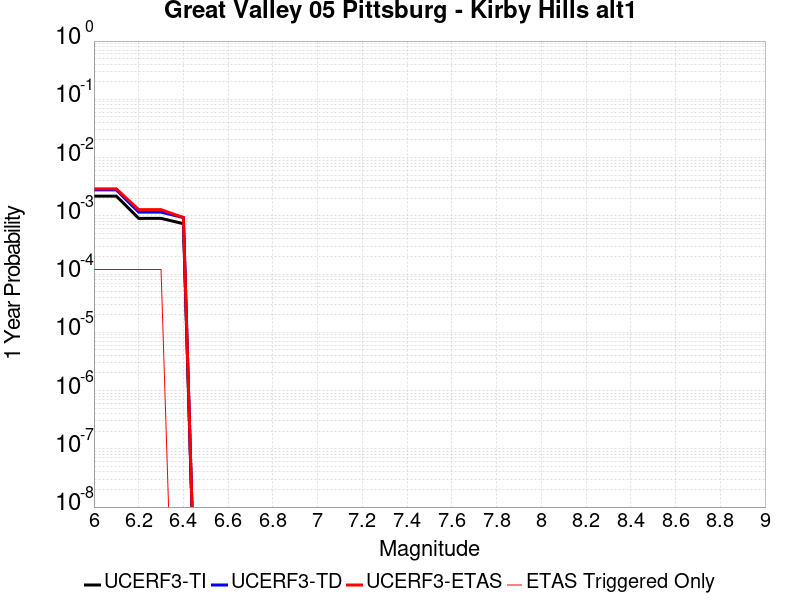 Great Valley 05 Pittsburg - Kirby Hills alt1
10^0
10^-1
10^-2
10^-3
10^-4
10^-5
10^-6
10^-7
10^-8
1 Year Probability
6 6.2 6.4 6.6 6.8 7 7.2 7.4 7.6 7.8 8 8.2 8.4 8.6 8.8 9
Magnitude
UCERF3-TI UCERF3-TD UCERF3-ETAS ETAS Triggered Only